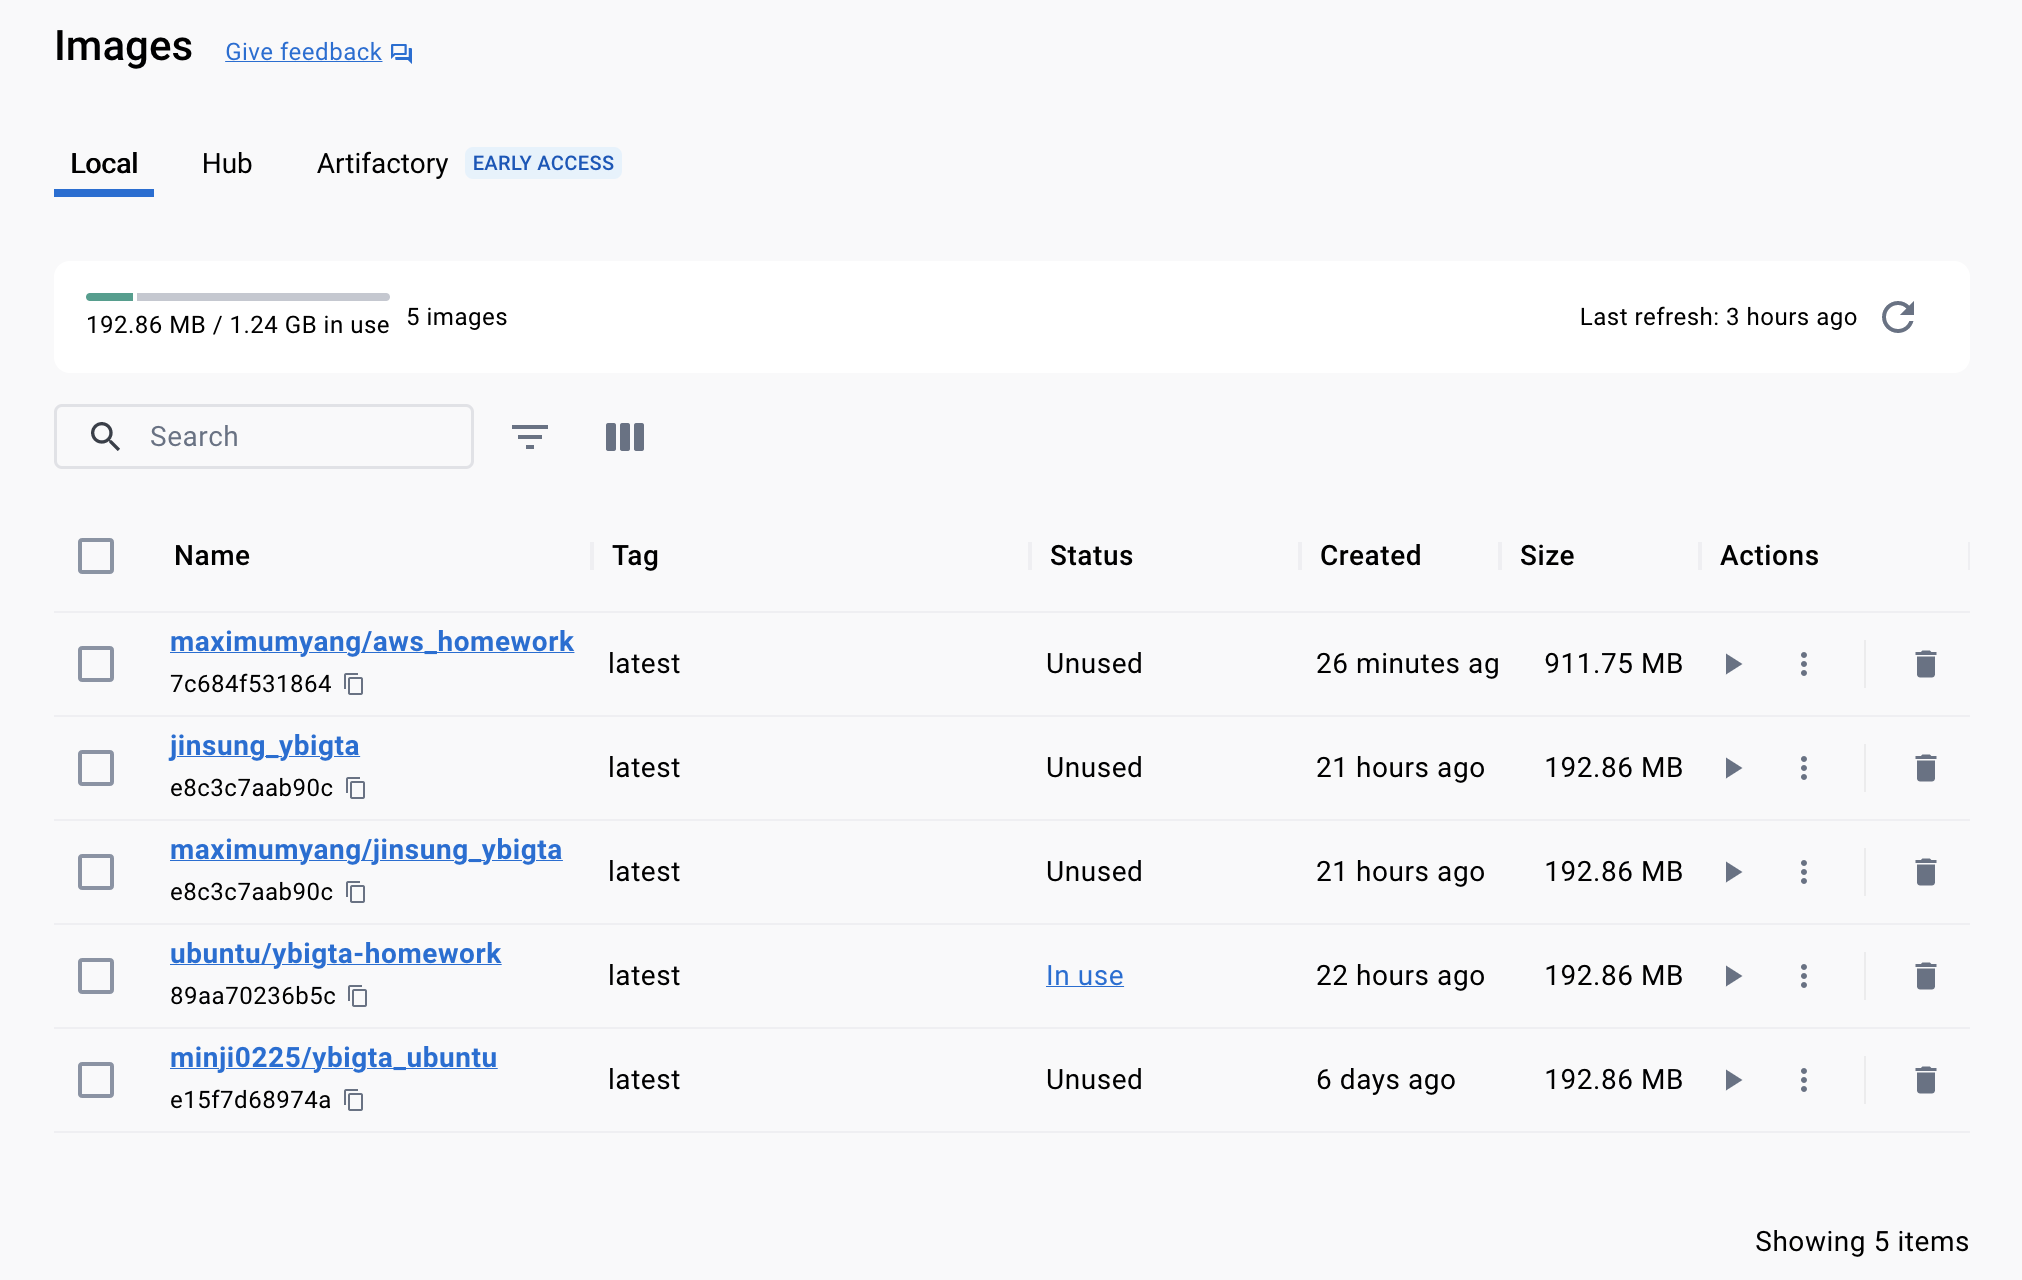 Images Give feedback
Local Hub Artifactory EARLY ACCESS
192.86 MB / 1.24 GB in use 5 images Last refresh: 3 hours ago
Search
Name Tag Status Created Size Actions
maximumyang/aws_homework
7c684f531864
latest Unused 26 minutes ag 911.75 MB
jinsung_ybigta
e8c3c7aab90c
latest Unused 21 hours ago 192.86 MB
maximumyang/jinsung_ybigta
e8c3c7aab90c
latest Unused 21 hours ago 192.86 MB
ubuntu/ybigta-homework
89aa70236b5c
latest In use 22 hours ago 192.86 MB
minji0225/ybigta_ubuntu
e15f7d68974a
latest Unused 6 days ago 192.86 MB
Showing 5 items